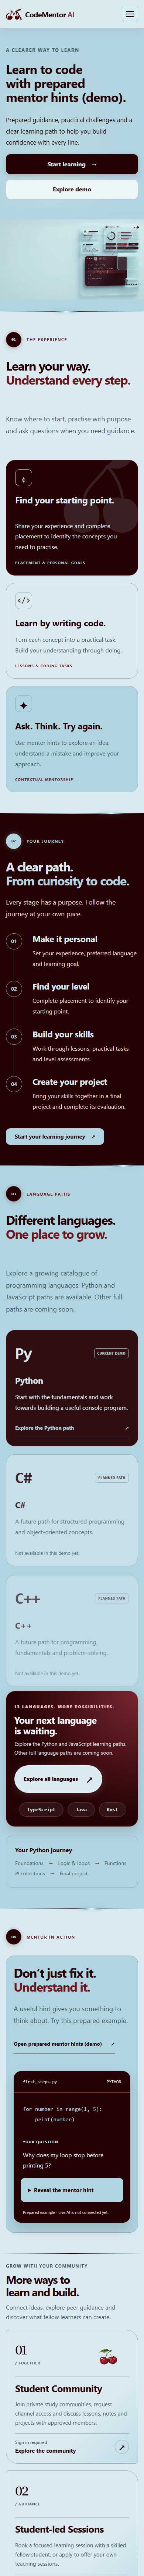 CodeMentor AI
A CLEARER WAY TO LEARN
Learn to code
with prepared
mentor hints (demo).
Prepared guidance, practical challenges and a
clear learning path to help you build
confidence with every line.
Start learning →
Explore demo
01 THE EXPERIENCE
Learn your way.
Understand every step.
Know where to start, practise with purpose
and ask questions when you need guidance.
Find your starting point.
Share your experience and complete
placement to identify the concepts you
need to practise.
PLACEMENT & PERSONAL GOALS
</>
Learn by writing code.
Turn each concept into a practical task.
Build your understanding through doing.
LESSONS & CODING TASKS
Ask. Think. Try again.
Use mentor hints to explore an idea,
understand a mistake and improve your
approach.
CONTEXTUAL MENTORSHIP
02 YOUR JOURNEY
A clear path.
From curiosity to code.
Every stage has a purpose. Follow the
journey at your own pace.
01 Make it personal
Set your experience, preferred language
and learning goal.
02 Find your level
Complete placement to identify your
starting point.
03 Build your skills
Work through lessons, practical tasks
and level assessments.
04 Create your project
Bring your skills together in a final
project and complete its evaluation.
Start your learning journey ↗
03 LANGUAGE PATHS
Different languages.
One place to grow.
Explore a growing catalogue of
programming languages. Python and
JavaScript paths are available. Other full
paths are coming soon.
Py CURRENT DEMO
Python
Start with the fundamentals and work
towards building a useful console program.
Explore the Python path ↗
C# PLANNED PATH
C#
A future path for structured programming
and object-oriented concepts.
Not available in this demo yet.
C++ PLANNED PATH
C++
A future path for programming
fundamentals and problem-solving.
Not available in this demo yet.
15 LANGUAGES. MORE POSSIBILITIES.
Your next language
is waiting.
Explore the Python and JavaScript learning paths.
Other full language paths are coming soon.
Explore all languages ↗
TypeScript Java Rust
Your Python journey
Foundations → Logic & loops → Functions
& collections → Final project
04 MENTOR IN ACTION
Don't just fix it.
Understand it.
A useful hint gives you something to
think about. Try this prepared example.
Open prepared mentor hints (demo) ↗
first_steps.py PYTHON
for number in range(1, 5):
print(number)
YOUR QUESTION
Why does my loop stop before
printing 5?
▶ Reveal the mentor hint
Prepared example · Live AI is not connected yet.
GROW WITH YOUR COMMUNITY
More ways to
learn and build.
Connect ideas, explore peer guidance and
discover what fellow learners can create.
01
/ TOGETHER
Student Community
Join private study communities, request
channel access and discuss lessons, notes and
projects with approved members.
Sign in required
Explore the community ↗
02
/ GUIDANCE
Student-led Sessions
Book a focused learning session with a skilled
fellow student, or apply to offer your own
teaching sessions.